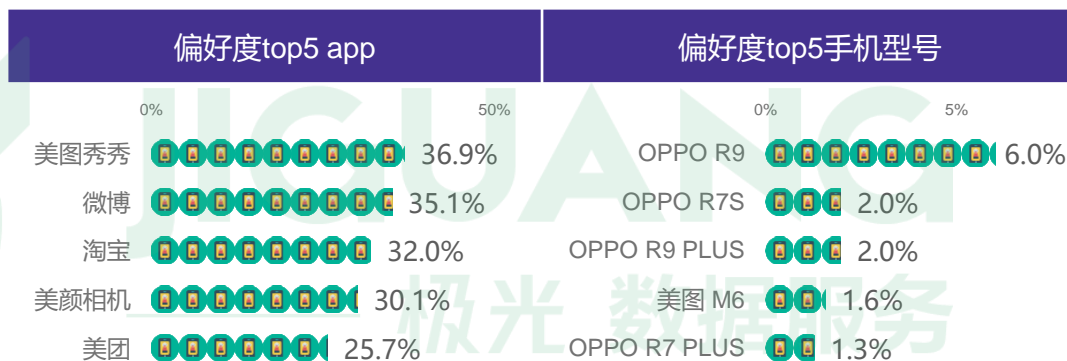 偏好度top5 app
偏好度top5手机型号
0%
50%
0%
5%
美图秀秀 36.9%
OPPO R9 6.0%
微博 35.1%
OPPO R7S 2.0%
淘宝 32.0%
OPPO R9 PLUS 2.0%
美颜相机 30.1%
美图 M6 1.6%
美团 25.7%
OPPO R7 PLUS 1.3%
JIGUANG
极光 数据服务